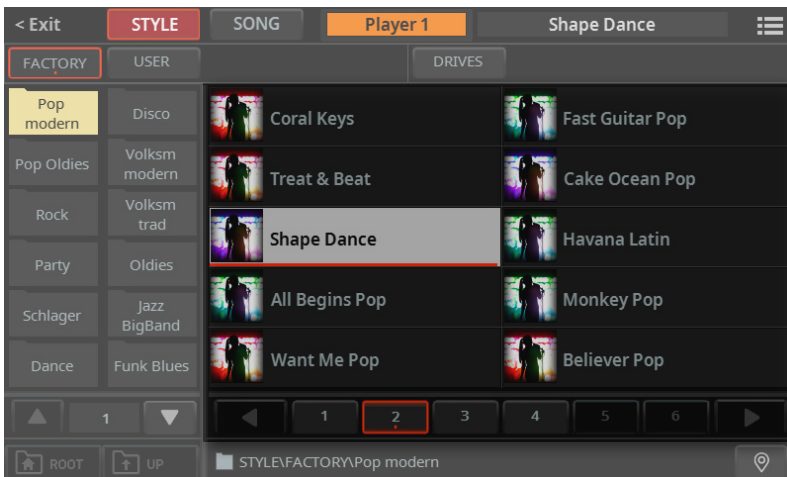 < Exit
STYLE
SONG
Player 1
Shape Dance
FACTORY
USER
DRIVES
Pop
modern
Disco
Pop Oldies
Volksm
modern
Rock
Volksm
trad
Party
Oldies
Schlager
Jazz
BigBand
Dance
Funk Blues
Coral Keys
Fast Guitar Pop
Treat & Beat
Cake Ocean Pop
Shape Dance
Havana Latin
All Begins Pop
Monkey Pop
Want Me Pop
Believer Pop
1
1
2
3
4
5
6
ROOT
UP
STYLE\FACTORY\Pop modern